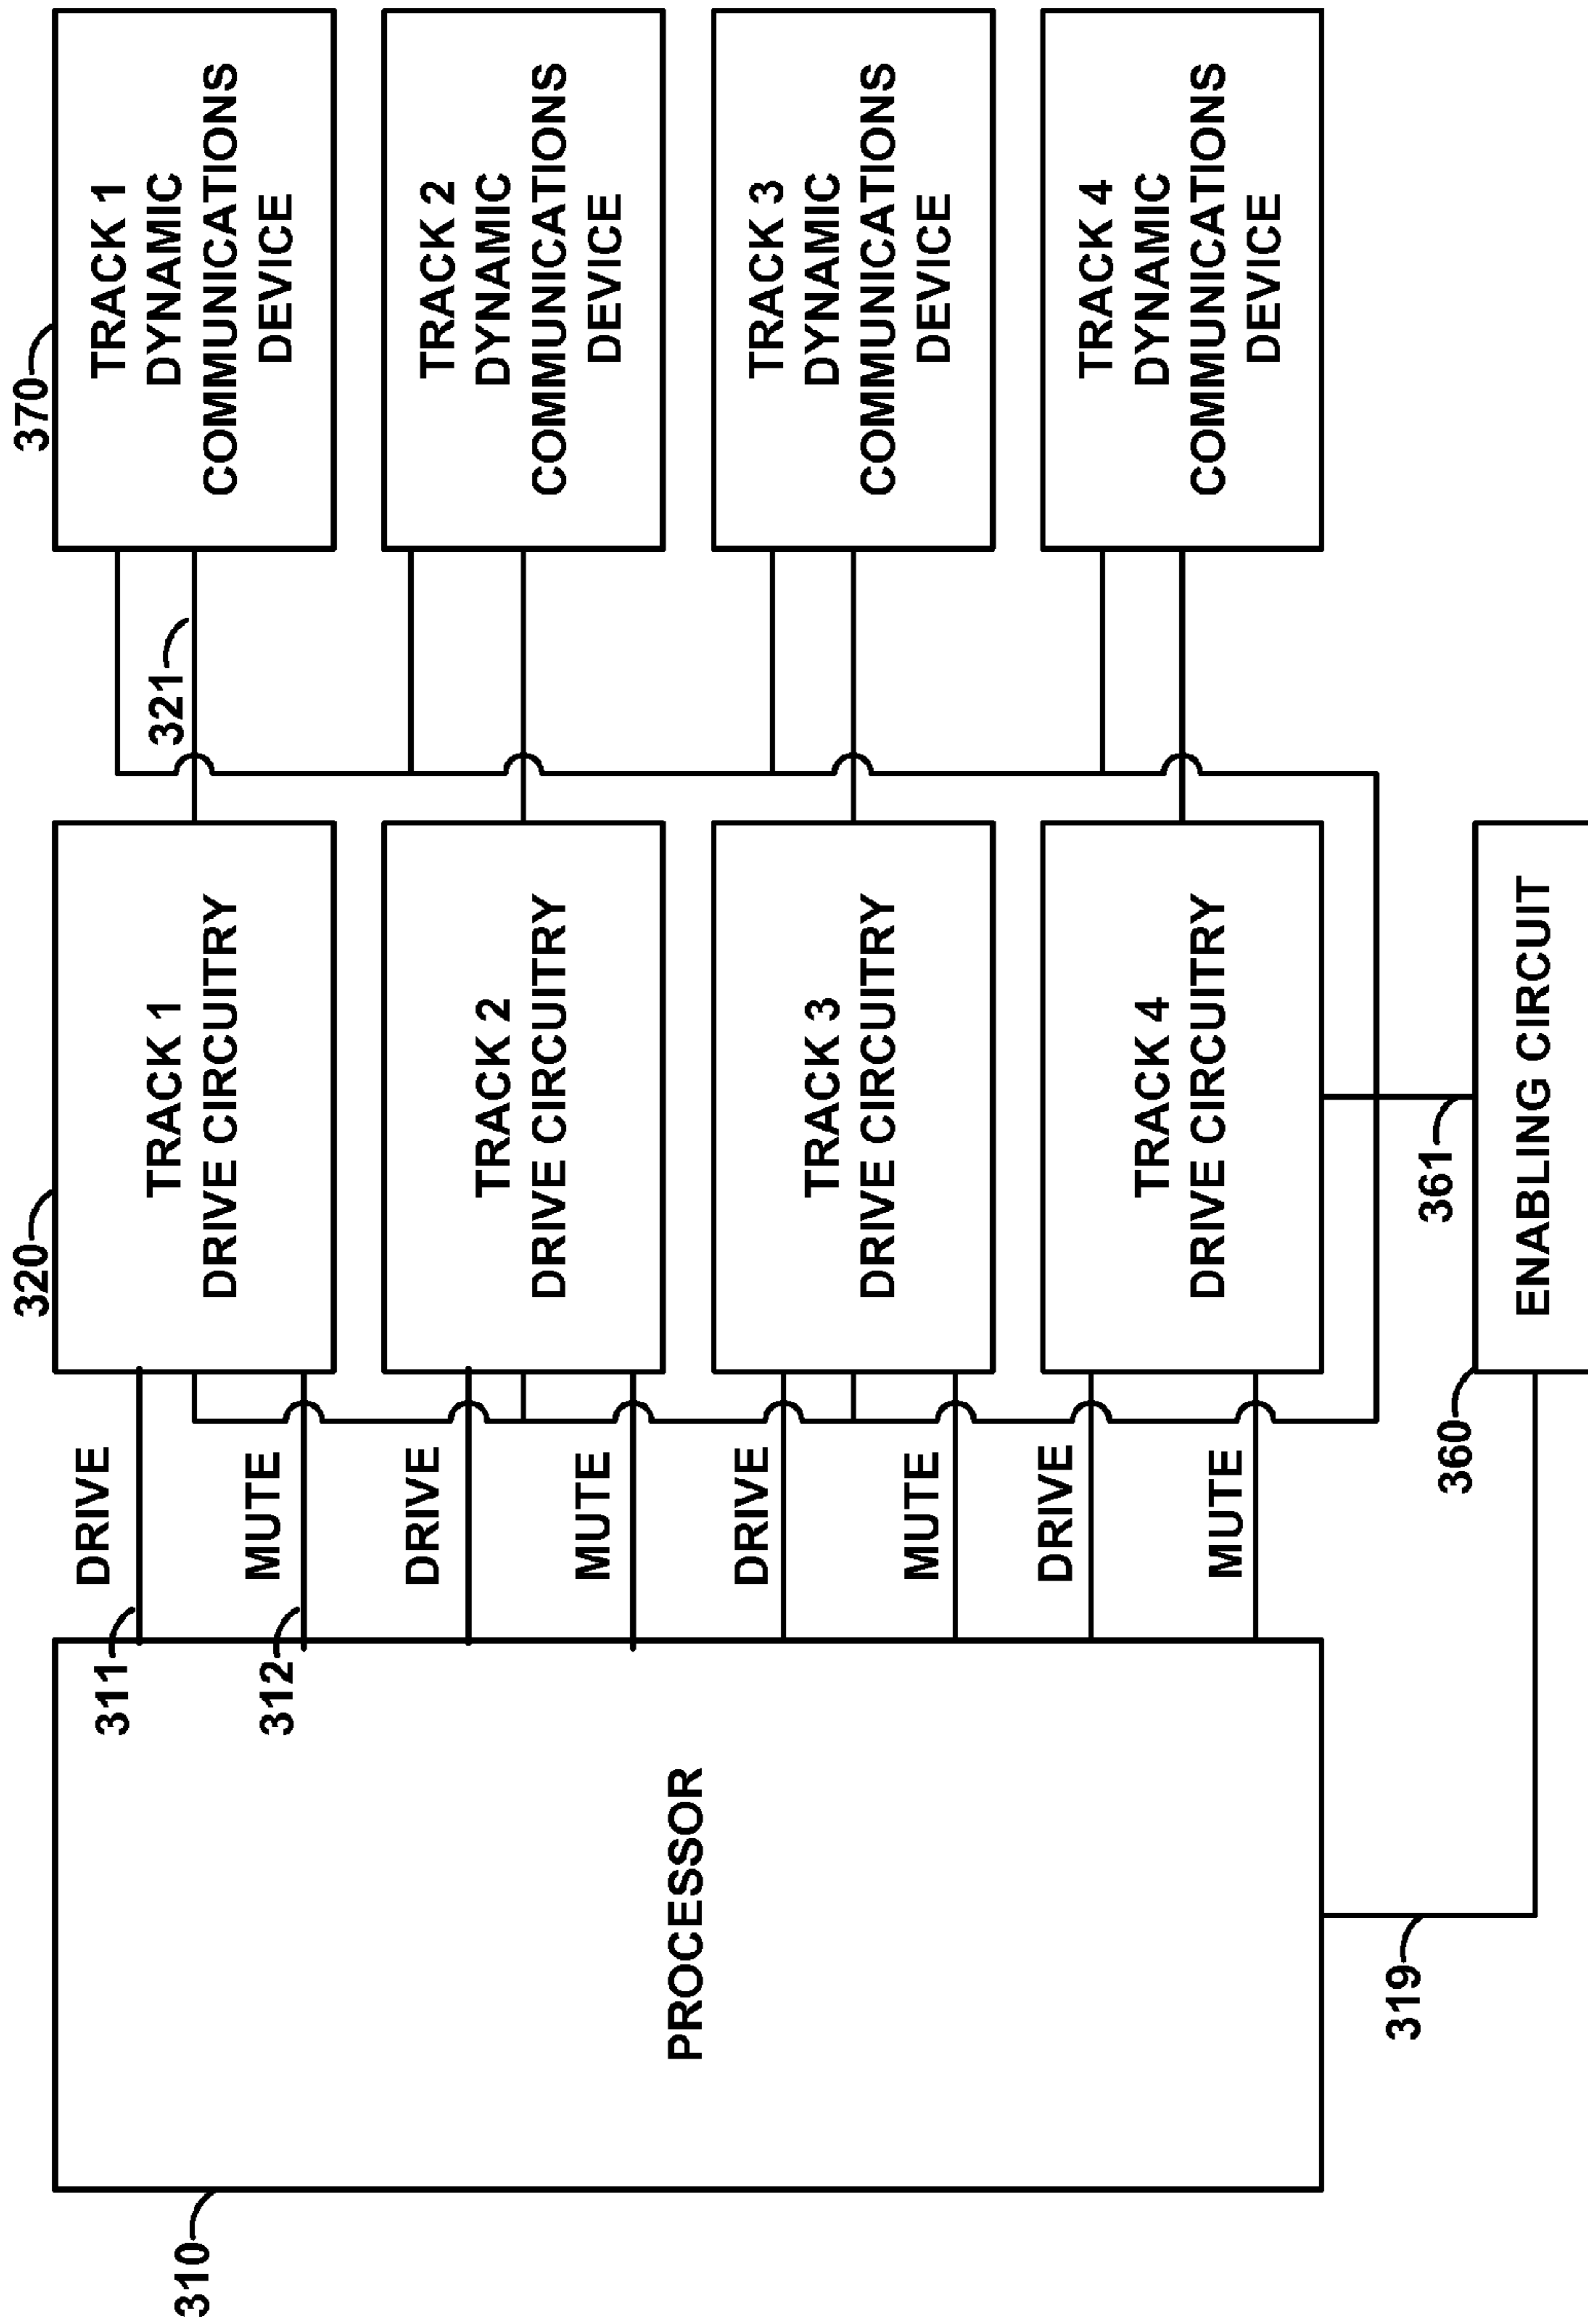 310
PROCESSOR
311
312
319
DRIVE
MUTE
DRIVE
MUTE
DRIVE
MUTE
DRIVE
MUTE
320
TRACK 1
DRIVE CIRCUITRY
TRACK 2
DRIVE CIRCUITRY
TRACK 3
DRIVE CIRCUITRY
TRACK 4
DRIVE CIRCUITRY
360
361
ENABLING CIRCUIT
321
370
TRACK 1
DYNAMIC
COMMUNICATIONS
DEVICE
TRACK 2
DYNAMIC
COMMUNICATIONS
DEVICE
TRACK 3
DYNAMIC
COMMUNICATIONS
DEVICE
TRACK 4
DYNAMIC
COMMUNICATIONS
DEVICE